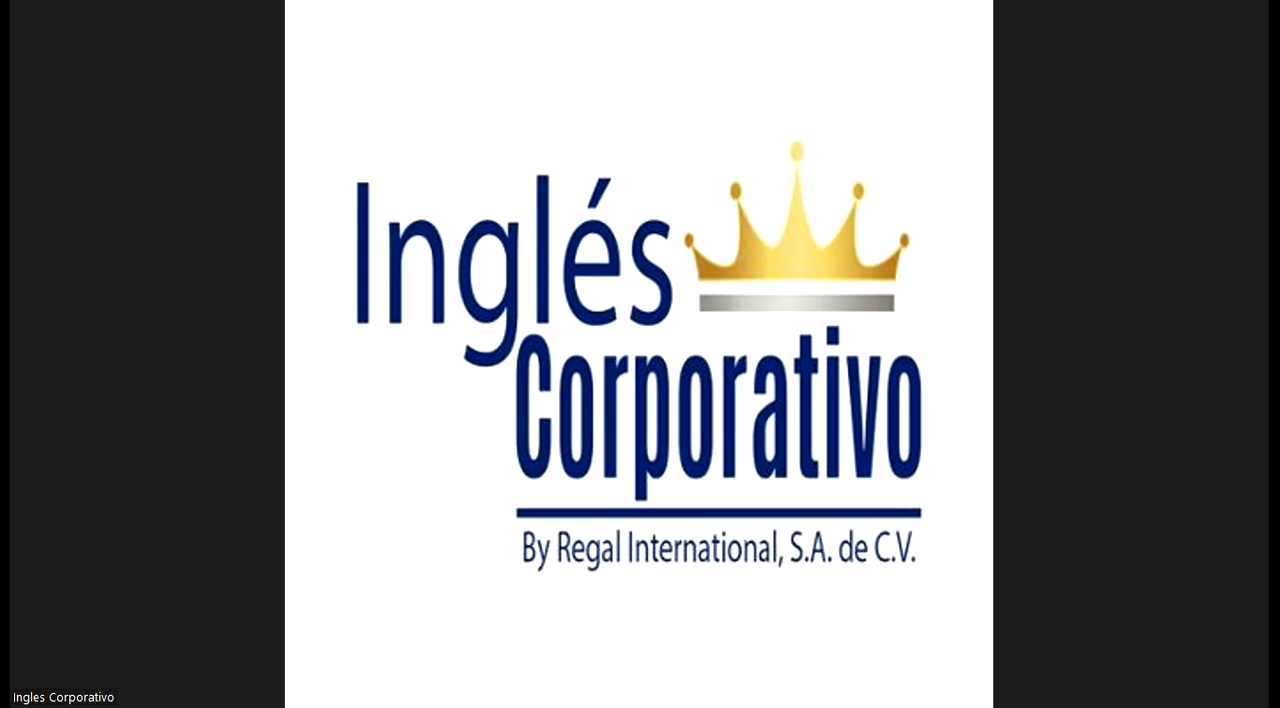 Inglés
Corporativo
By Regal International, S.A. de C.V.
Ingles Corporativo